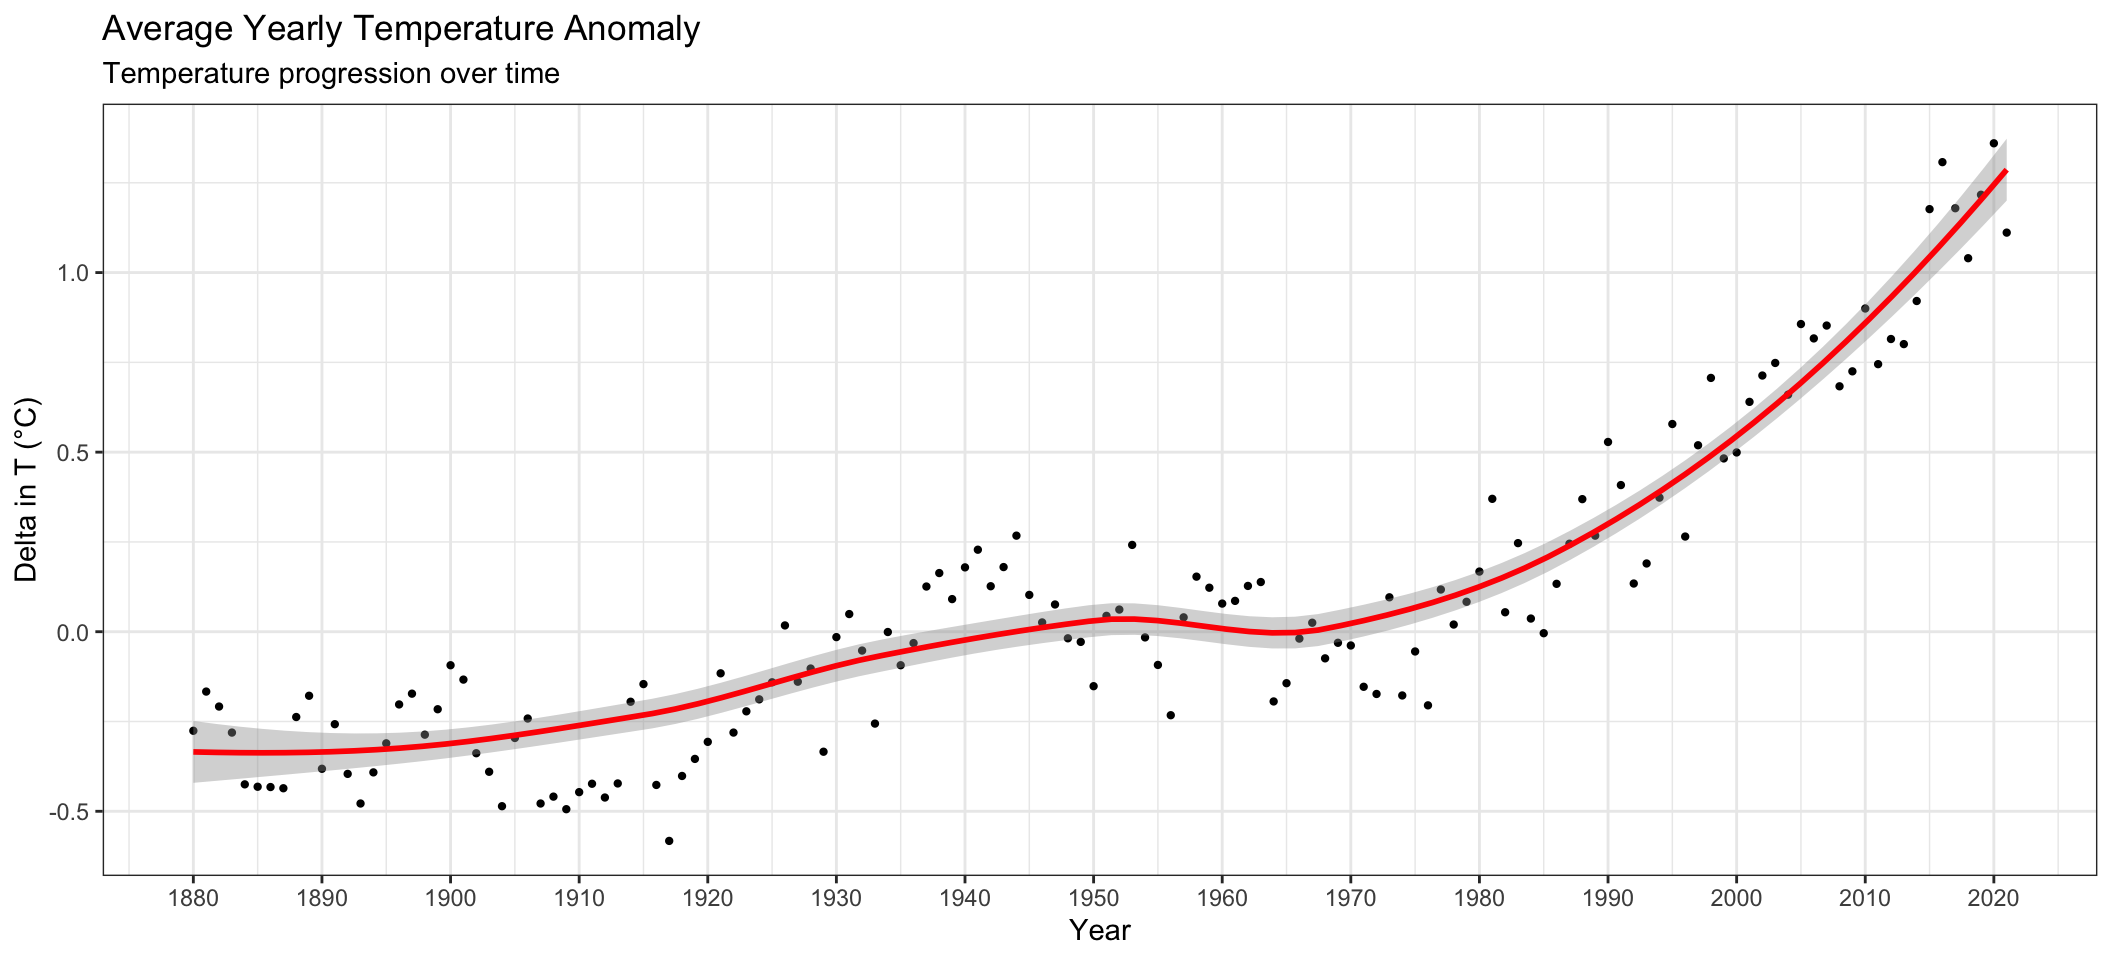 Average Yearly Temperature Anomaly
Temperature progression over time
Delta in T (°C)
1.0
0.5
0.0
-0.5
1880 1890 1900 1910 1920 1930 1940 1950 1960 1970 1980 1990 2000 2010 2020
Year